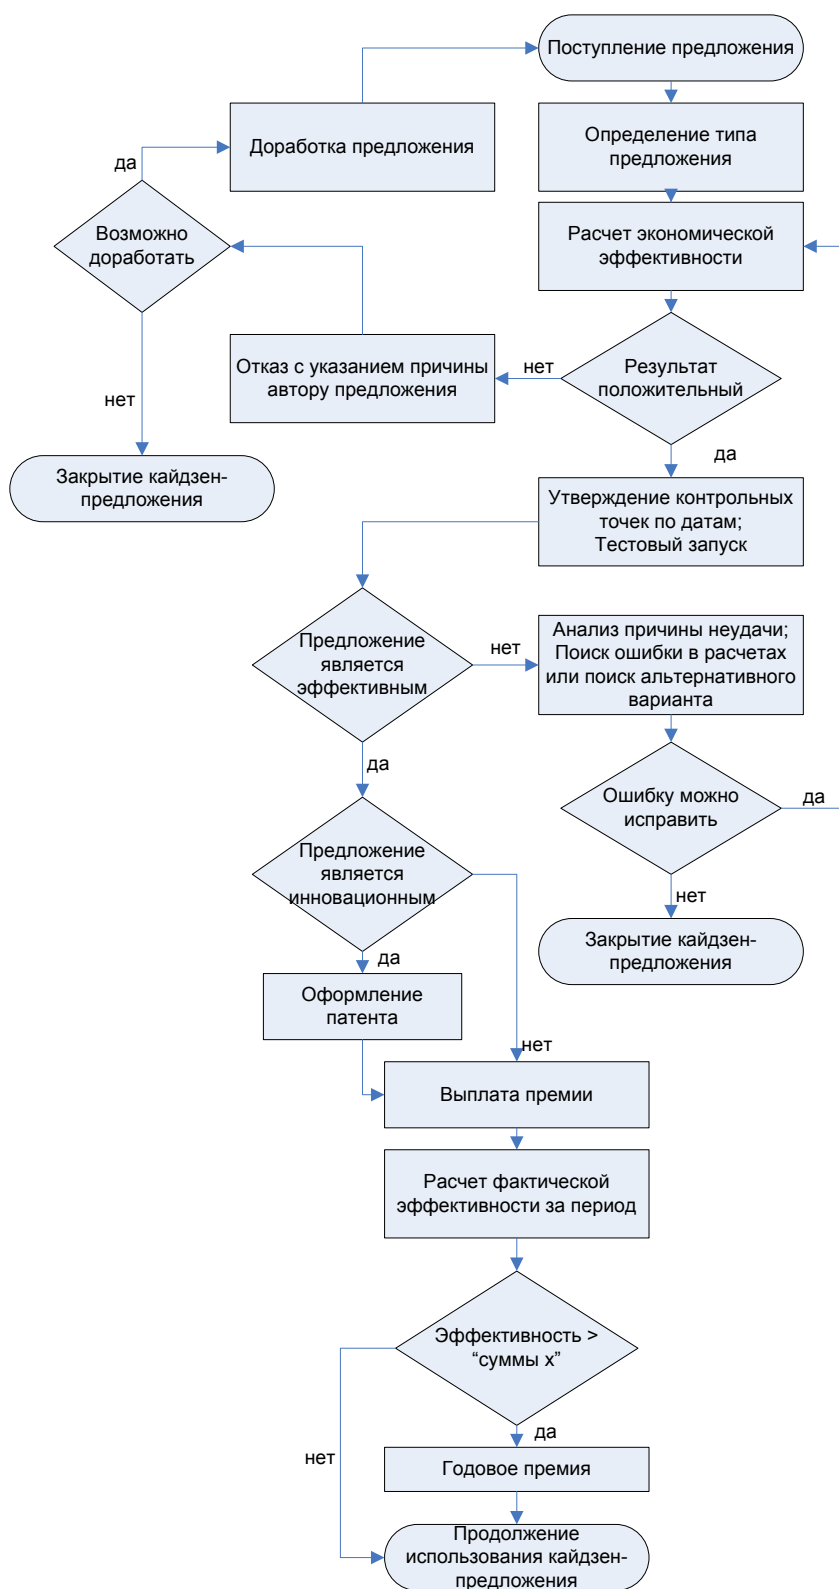 Поступление предложения
Доработка предложения
Определение типа
предложения
да
Возможно
доработать
Расчет экономической
эффективности
Отказ с указанием причины
автору предложения
нет
Результат
положительный
нет
да
Закрытие кайдзен-
предложения
Утверждение контрольных
точек по датам;
Тестовый запуск
Предложение
является
эффективным
нет
Анализ причины неудачи;
Поиск ошибки в расчетах
или поиск альтернативного
варианта
да
Ошибку можно
исправить
да
Предложение
является
инновационным
нет
Закрытие кайдзен-
предложения
да
Оформление
патента
нет
Выплата премии
Расчет фактической
эффективности за период
Эффективность >
“суммы x”
да
нет
Годовое премия
Продолжение
использования кайдзен-
предложения